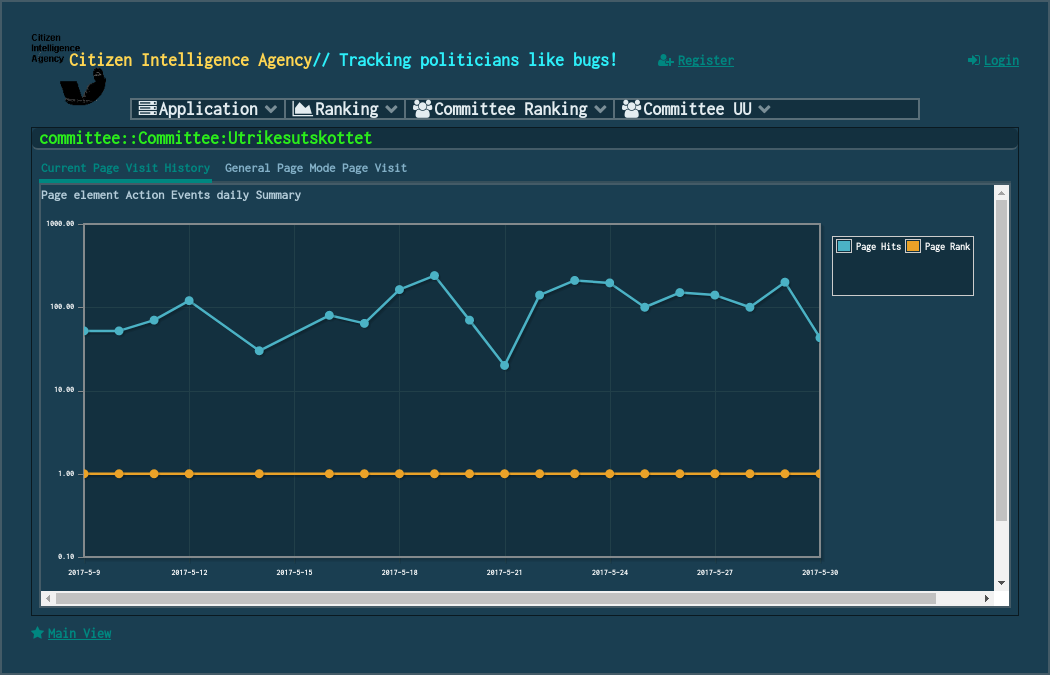 Citizen
Intelligence
Agency
Citizen Intelligence Agency// Tracking politicians like bugs!
Register
Login
Application
Ranking
Committee Ranking
Committee UU
committee::Committee:Utrikesutskottet
Current Page Visit History
General Page Mode Page Visit
Page element Action Events daily Summary
1000.00
100.00
10.00
1.00
0.10
2017-5-9
2017-5-12
2017-5-15
2017-5-18
2017-5-21
2017-5-24
2017-5-27
2017-5-30
Page Hits
Page Rank
Main View